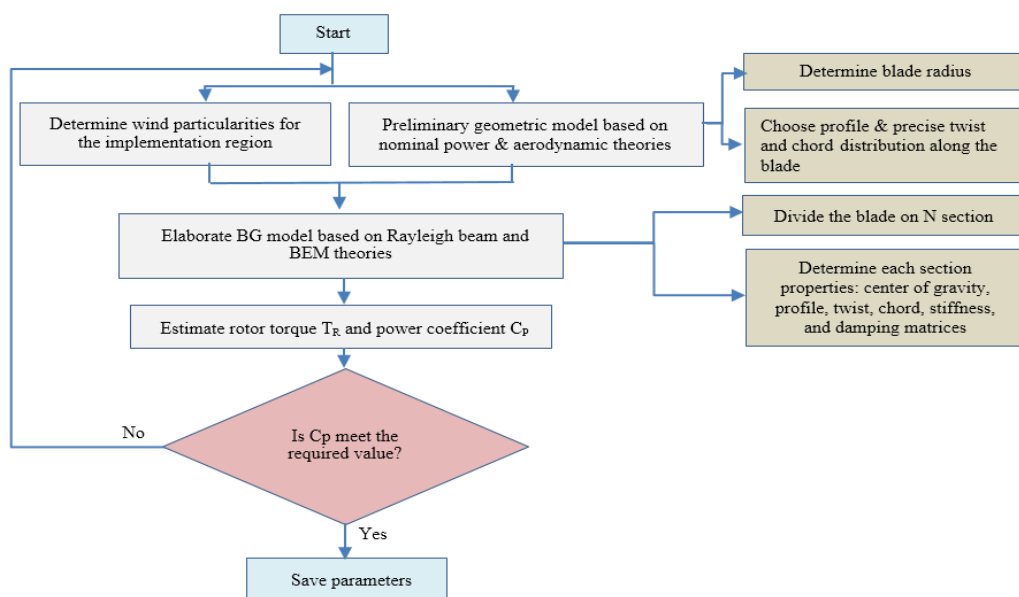 Start
Determine wind particularities for
the implementation region
Preliminary geometric model based on
nominal power & aerodynamic theories
Determine blade radius
Choose profile & precise twist
and chord distribution along the
blade
Elaborate BG model based on Rayleigh beam and
BEM theories
Divide the blade on N section
Determine each section
properties: center of gravity,
profile, twist, chord, stiffness,
and damping matrices
Estimate rotor torque T_R and power coefficient C_P
No
Is Cp meet the
required value?
Yes
Save parameters